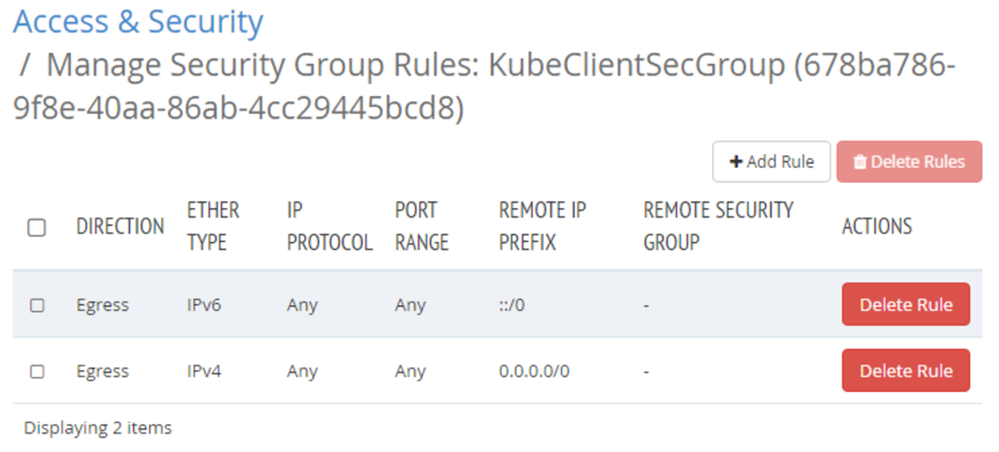 Access & Security
/ Manage Security Group Rules: KubeClientSecGroup (678ba786-
9f8e-40aa-86ab-4cc29445bcd8)
+ Add Rule Delete Rules
DIRECTION ETHER TYPE IP PROTOCOL PORT RANGE REMOTE IP PREFIX REMOTE SECURITY GROUP ACTIONS
Egress IPv6 Any Any ::/0 - Delete Rule
Egress IPv4 Any Any 0.0.0.0/0 - Delete Rule
Displaying 2 items